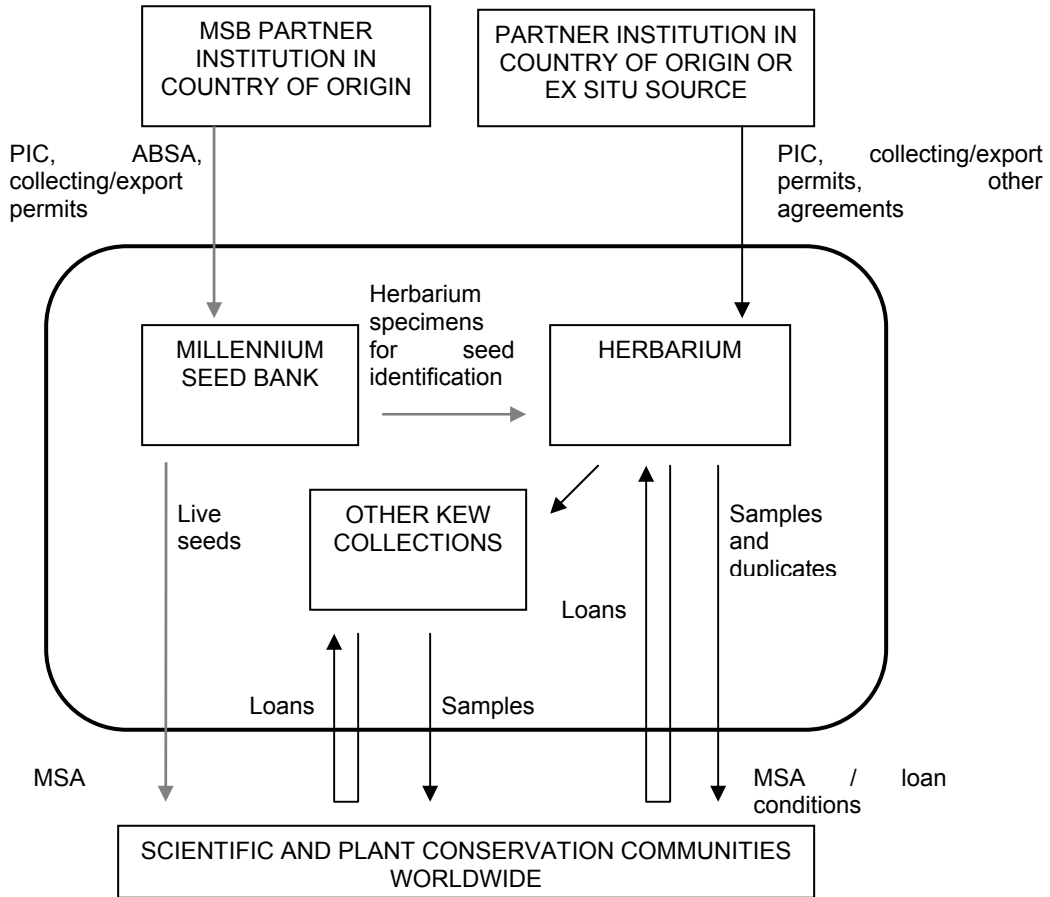 MSB PARTNER
INSTITUTION IN
COUNTRY OF ORIGIN
PARTNER INSTITUTION IN
COUNTRY OF ORIGIN OR
EX SITU SOURCE
PIC, ABSA,
collecting/export
permits
PIC, collecting/export
permits, other
agreements
Herbarium
specimens
for seed
identification
MILLENNIUM
SEED BANK
HERBARIUM
Live
seeds
OTHER KEW
COLLECTIONS
Samples
and
duplicates
Loans
Loans
Samples
MSA
MSA / loan
conditions
SCIENTIFIC AND PLANT CONSERVATION COMMUNITIES
WORLDWIDE